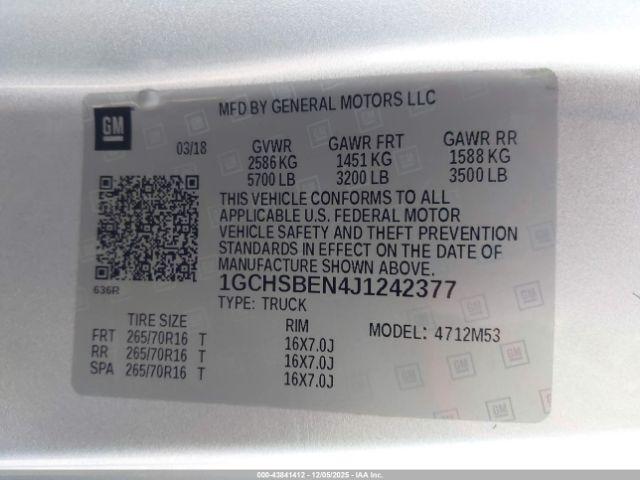 MFD BY GENERAL MOTORS LLC
GM
03/18 GVWR GAWR FRT GAWR RR
2586 KG 1451 KG 1588 KG
5700 LB 3200 LB 3500 LB
THIS VEHICLE CONFORMS TO ALL
APPLICABLE U.S. FEDERAL MOTOR
VEHICLE SAFETY AND THEFT PREVENTION
STANDARDS IN EFFECT ON THE DATE OF
MANUFACTURE SHOWN ABOVE.
636R
1GCHSBEN4J1242377
TYPE: TRUCK
TIRE SIZE RIM MODEL: 4712M53
FRT 265/70R16 T 16X7.0J
RR 265/70R16 T 16X7.0J
SPA 265/70R16 T 16X7.0J
000-43841412 - 12/05/2025 - IAA Inc.